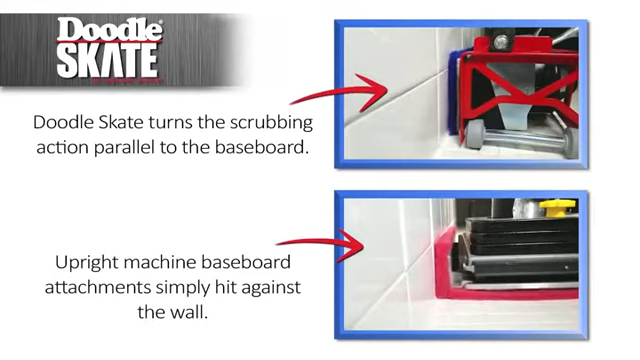 Doodle
SKATE
Doodle Skate turns the scrubbing
action parallel to the baseboard.
Upright machine baseboard
attachments simply hit against
the wall.